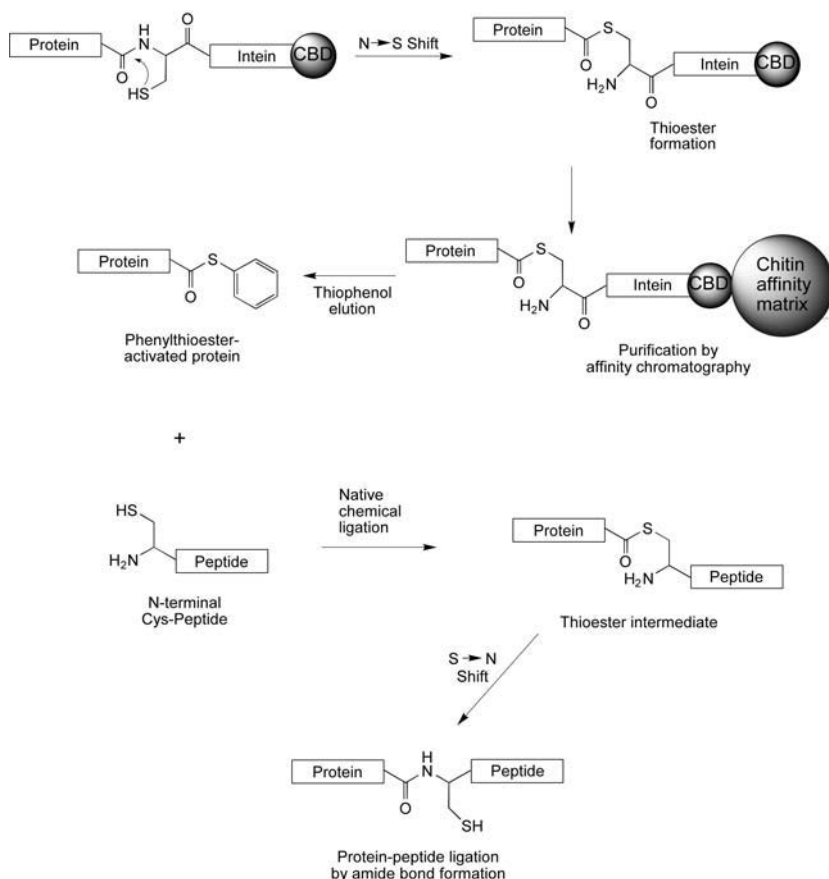 Protein
H
N
O
O
HS
Intein
CBD
N→S Shift
Protein
S
O
H₂N
O
Intein
CBD
Thioester
formation
Protein
S
O
Thiophenol
elution
Phenylthioester-
activated protein
Protein
S
O
H₂N
O
Intein
CBD
Chitin
affinity
matrix
Purification by
affinity chromatography
+
HS
H₂N
Peptide
N-terminal
Cys-Peptide
Native
chemical
ligation
Protein
S
O
H₂N
Peptide
Thioester intermediate
S→N
Shift
Protein
H
N
O
Peptide
SH
Protein-peptide ligation
by amide bond formation